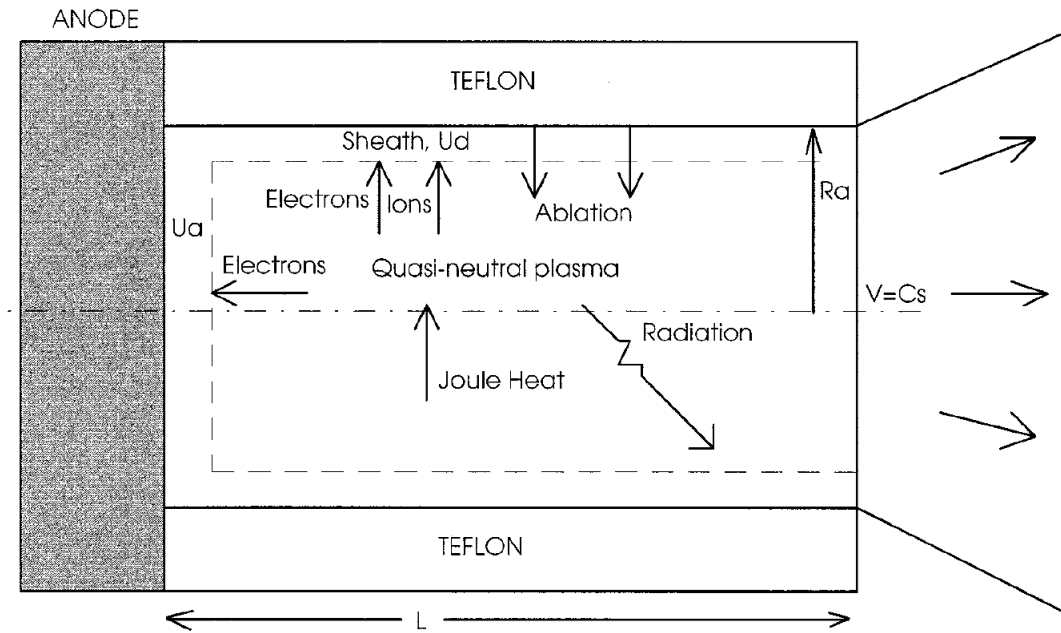 ANODE
TEFLON
Sheath, Ud
Electrons
Ions
Ablation
Ra
Ua
Electrons
Quasi-neutral plasma
V=Cs
Radiation
Joule Heat
TEFLON
L